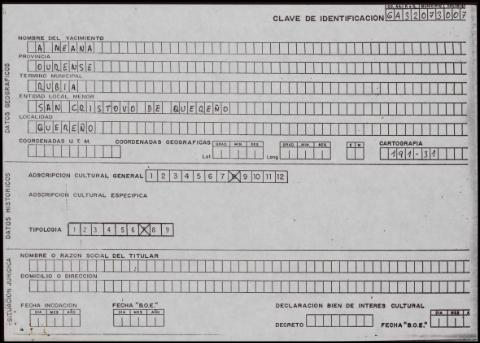 CLAVE DE IDENTIFICACION GA32073007
NOMBRE DEL YACIMIENTO
A NEANA
PROVINCIA
OURENSE
TERMINO MUNICIPAL
RUBIA
ENTIDAD LOCAL MENOR
SAN CRISTOVO DE QUEREÑO
LOCALIDAD
QUEREÑO
COORDENADAS U.T.M. COORDENADAS GEOGRAFICAS GRAD. MIN. SEG. GRAD. MIN. SEG. E W CARTOGRAFIA
Lat. Long. 191-31
DATOS GEOGRAFICOS
ADSCRIPCION CULTURAL GENERAL 1 2 3 4 5 6 7 8 9 10 11 12
ADSCRIPCION CULTURAL ESPECIFICA
TIPOLOGIA 1 2 3 4 5 6 7 8 9
DATOS HISTORICOS
NOMBRE O RAZON SOCIAL DEL TITULAR
DOMICILIO O DIRECCION
FECHA INCOACION FECHA "B.O.E." DECLARACION BIEN DE INTERES CULTURAL
DIA MES AÑO DIA MES AÑO DIA MES A
DECRETO FECHA "B.O.E."
SITUACION JURIDICA